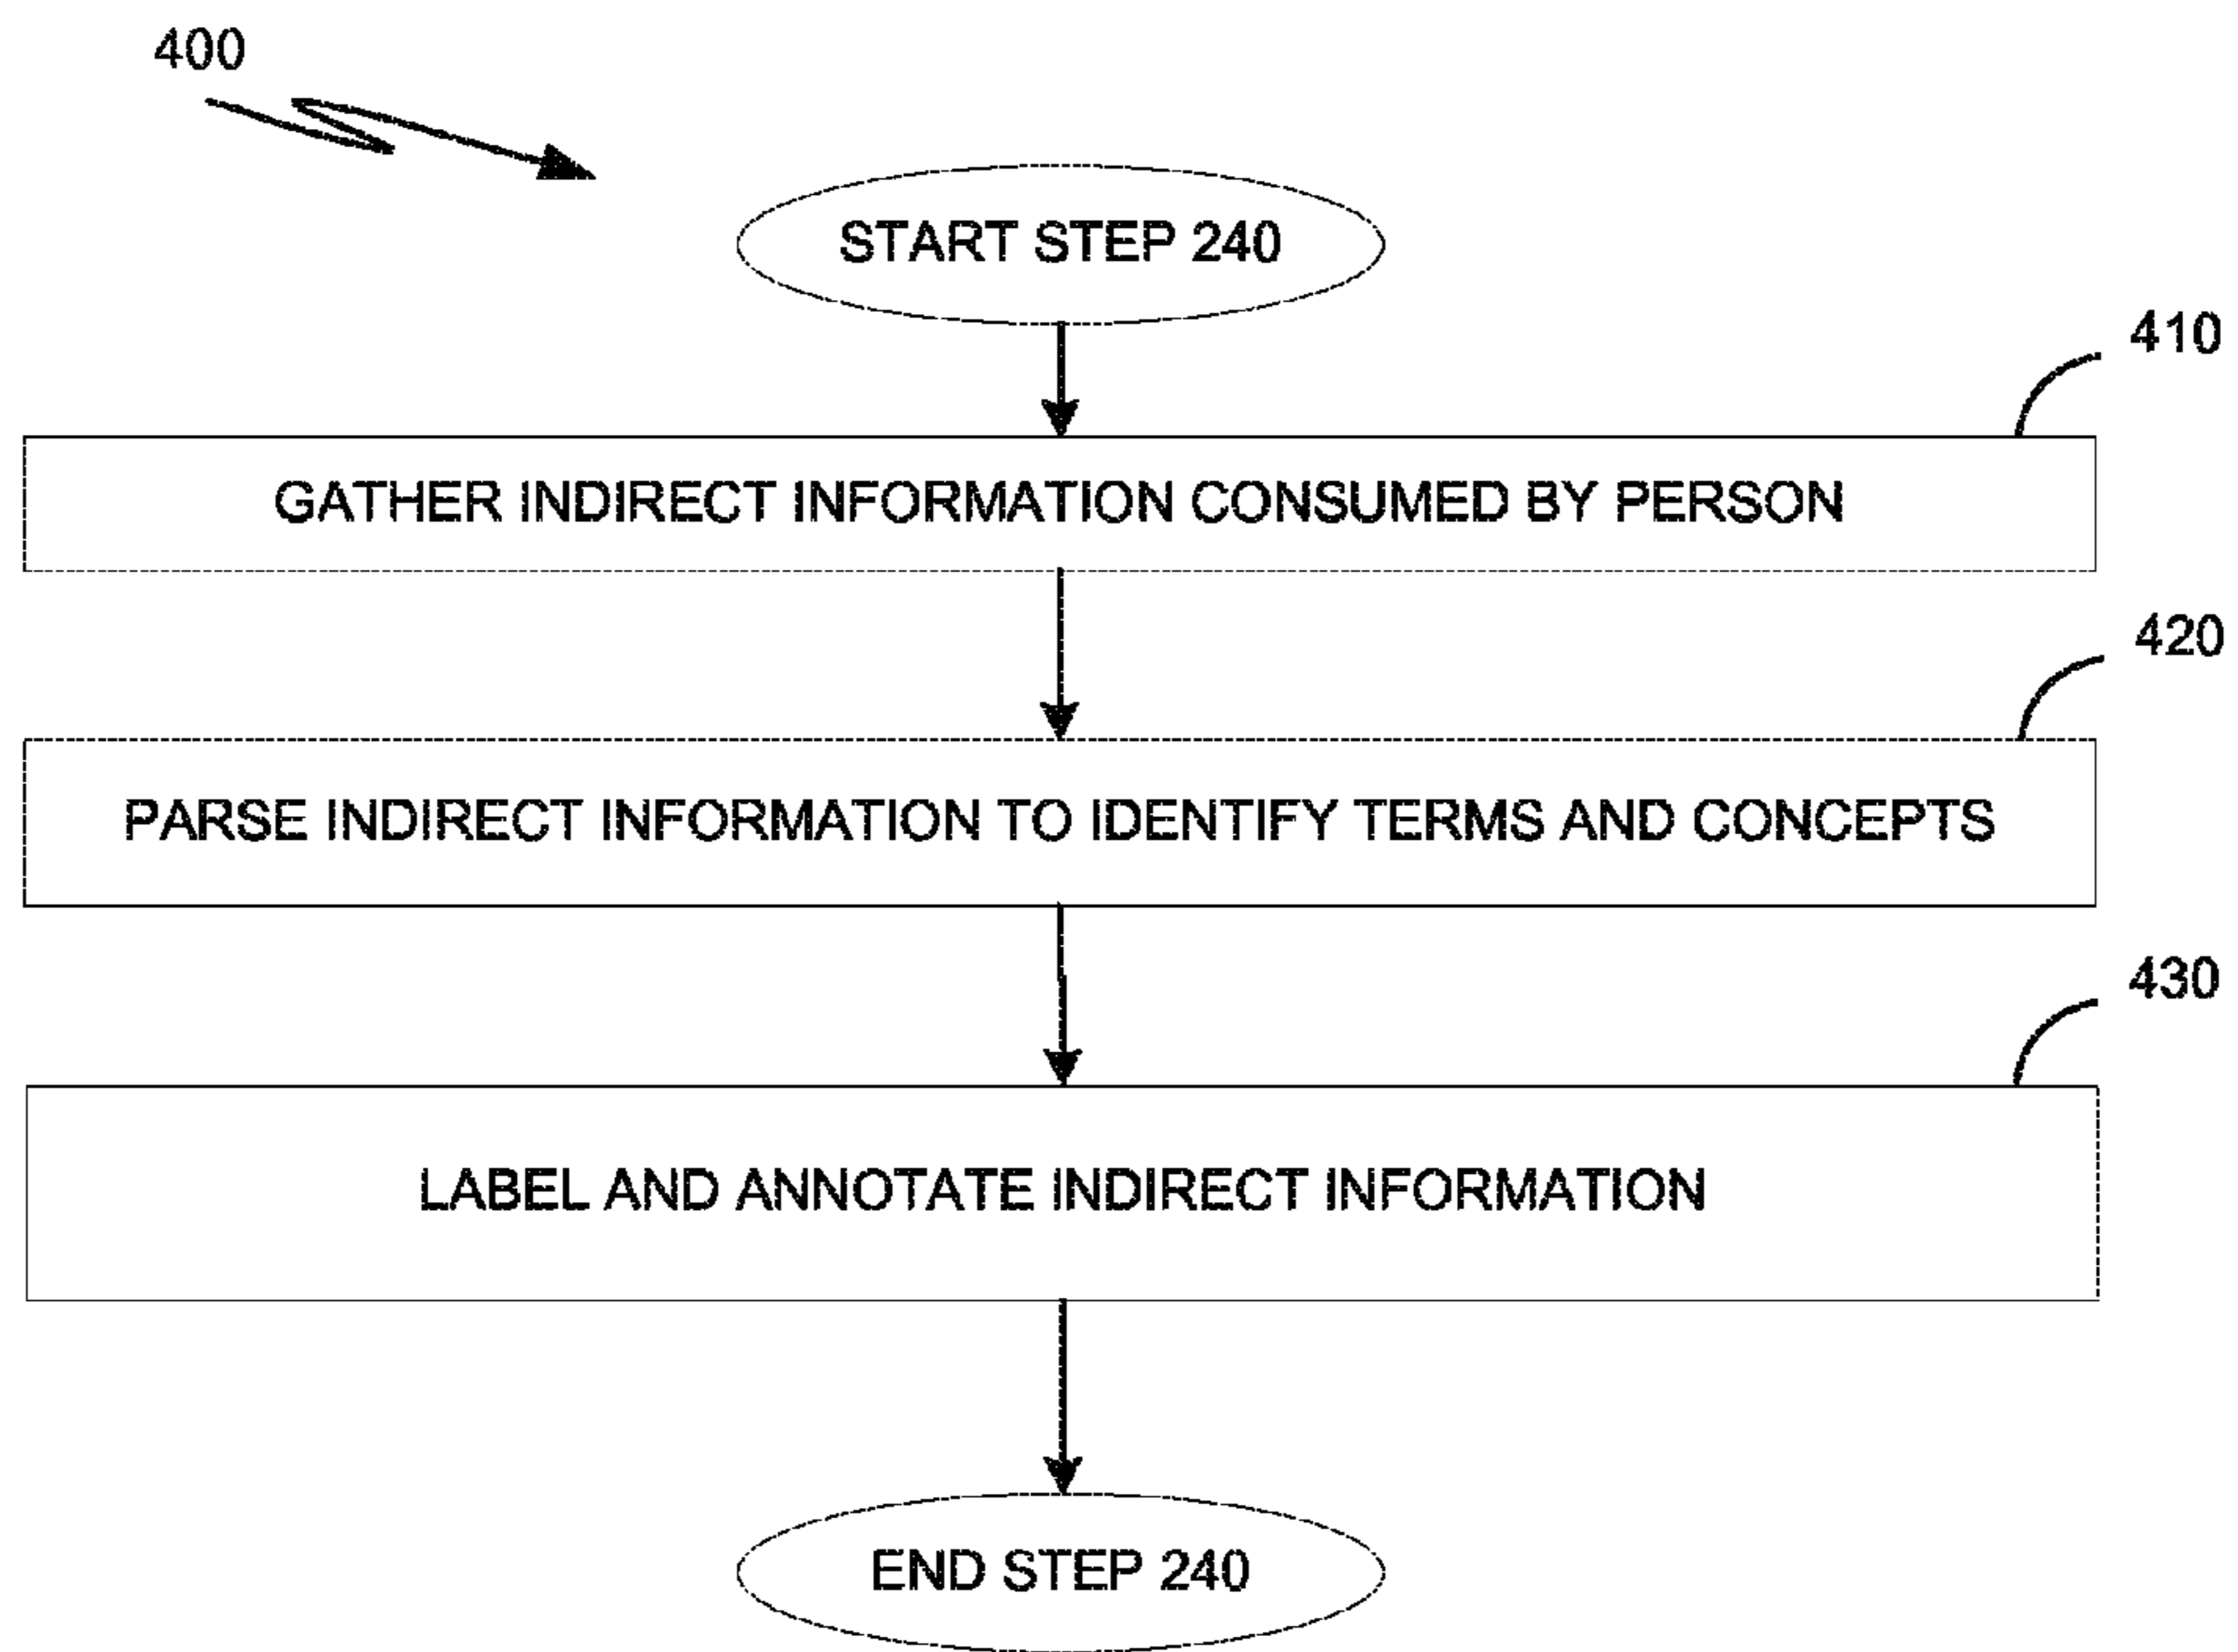 400
START STEP 240
410
GATHER INDIRECT INFORMATION CONSUMED BY PERSON
420
PARSE INDIRECT INFORMATION TO IDENTIFY TERMS AND CONCEPTS
430
LABEL AND ANNOTATE INDIRECT INFORMATION
END STEP 240